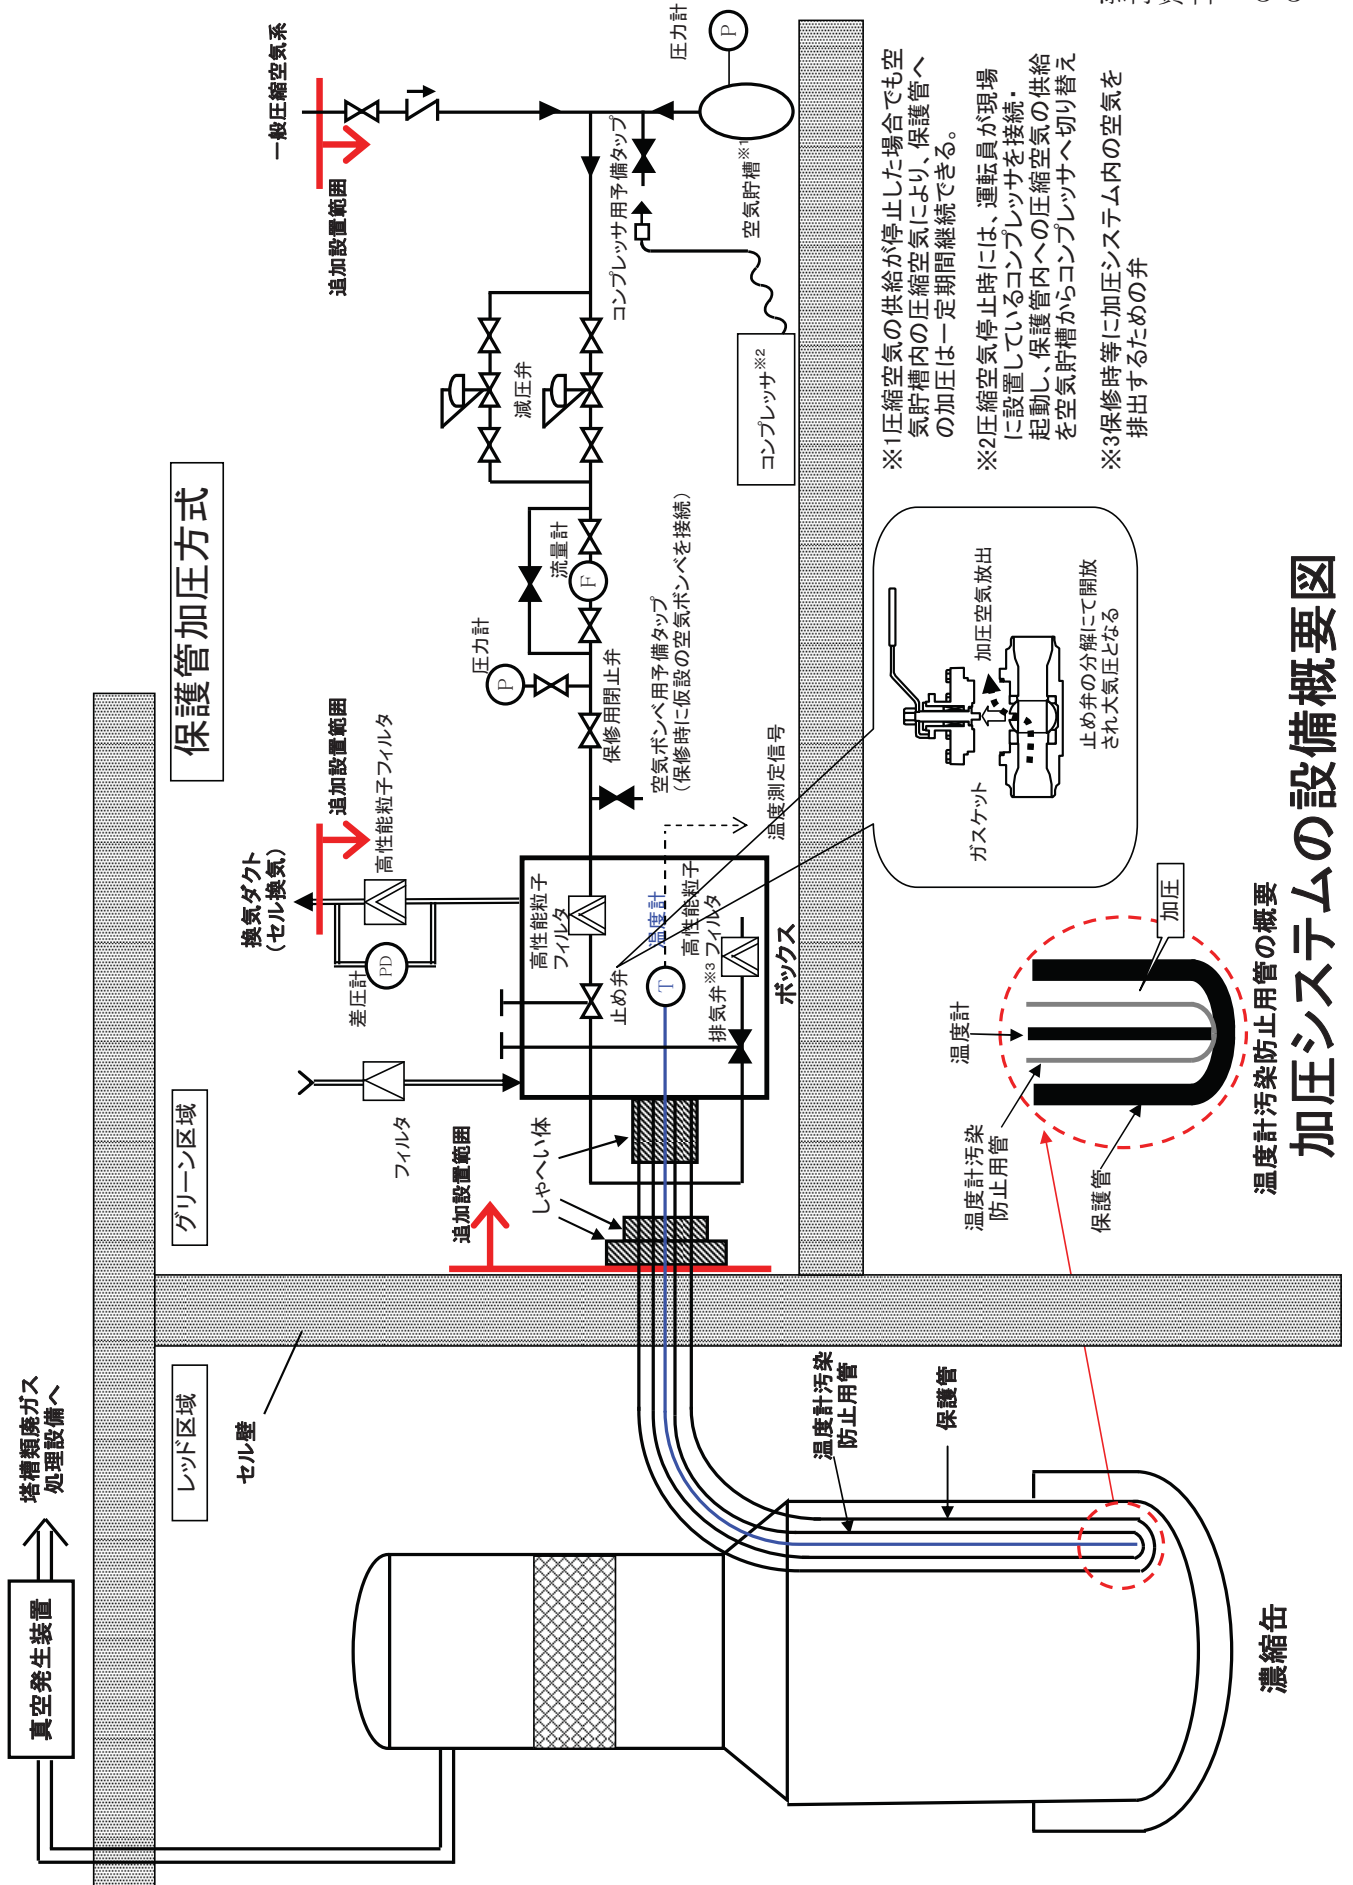 保護管加圧方式
一般圧縮空気系
追加設置範囲
圧力計
P
空気貯槽※1
コンプレッサ用予備タップ
コンプレッサ※2
減圧弁
流量計
F
圧力計
P
保修用閉止弁
空気ボンベ用予備タップ
（保修時に仮設の空気ボンベを接続）
温度測定信号
追加設置範囲
換気ダクト
（セル換気）
高性能粒子フィルタ
差圧計
PD
フィルタ
高性能粒子
フィルタ
止め弁
温度計
T
高性能粒子
フィルタ
排気弁※3
ボックス
しゃへい体
追加設置範囲
グリーン区域
レッド区域
セル壁
塔槽類廃ガス
処理設備へ
真空発生装置
温度計汚染
防止用管
保護管
濃縮缶
※1圧縮空気の供給が停止した場合でも空
気貯槽内の圧縮空気により、保護管へ
の加圧は一定期間継続できる。
※2圧縮空気停止時には、運転員が現場
に設置しているコンプレッサを接続・
起動し、保護管内への圧縮空気の供給
を空気貯槽からコンプレッサへ切り替え
※3保修時等に加圧システム内の空気を
排出するための弁
加圧空気放出
ガスケット
止め弁の分解にて開放
され大気圧となる
温度計
加圧
温度計汚染
防止用管
保護管
温度計汚染防止用管の概要
加圧システムの設備概要図